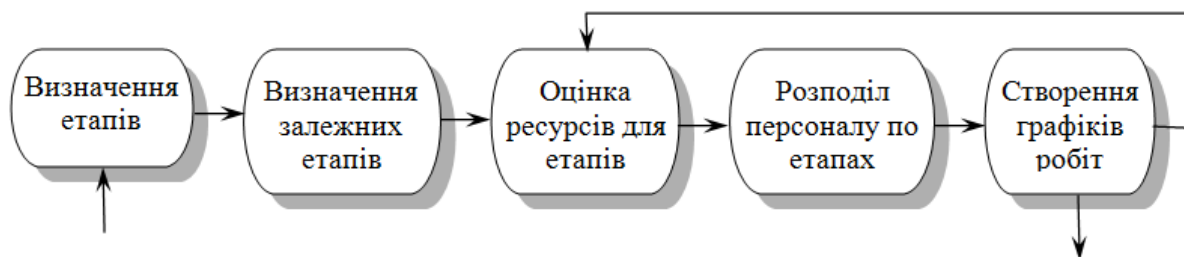 Визначення
етапів
Визначення
залежних
етапів
Оцінка
ресурсів для
етапів
Розподіл
персоналу по
етапах
Створення
графіків
робіт